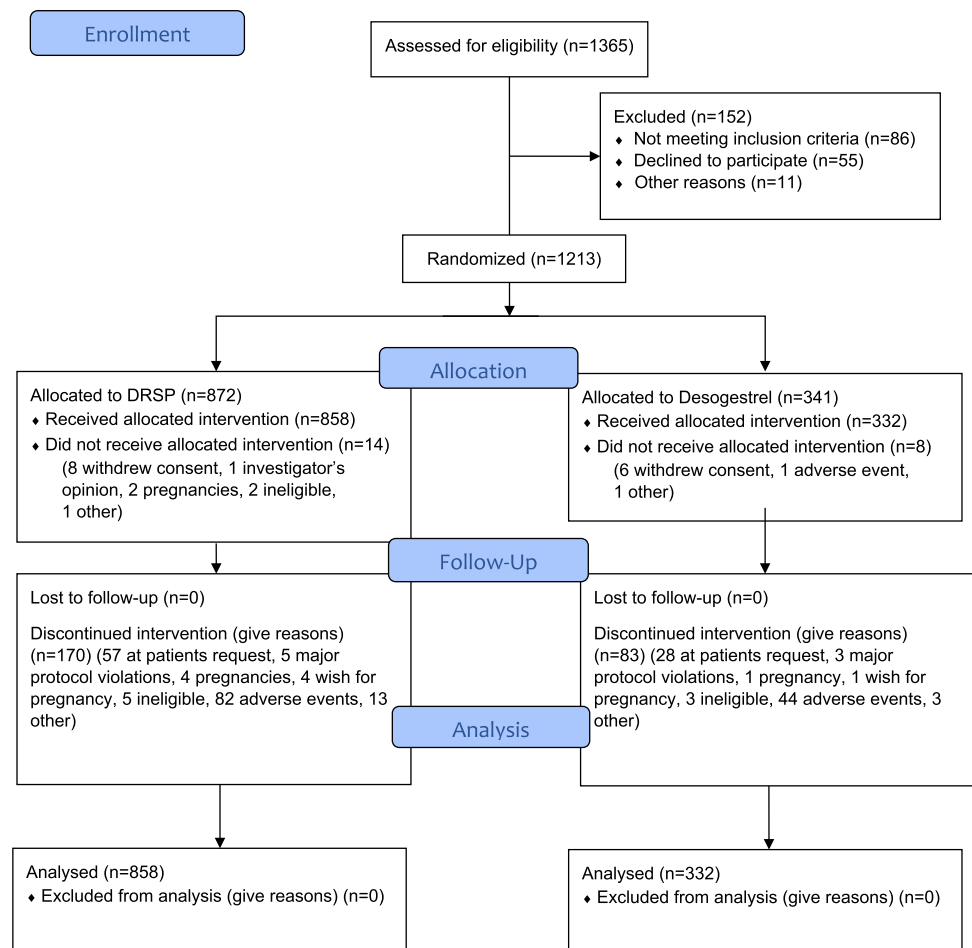 Enrollment
Assessed for eligibility (n=1365)
Excluded (n=152)
♦ Not meeting inclusion criteria (n=86)
♦ Declined to participate (n=55)
♦ Other reasons (n=11)
Randomized (n=1213)
Allocation
Allocated to DRSP (n=872)
♦ Received allocated intervention (n=858)
♦ Did not receive allocated intervention (n=14)
(8 withdrew consent, 1 investigator’s
opinion, 2 pregnancies, 2 ineligible,
1 other)
Allocated to Desogestrel (n=341)
♦ Received allocated intervention (n=332)
♦ Did not receive allocated intervention (n=8)
(6 withdrew consent, 1 adverse event,
1 other)
Follow-Up
Lost to follow-up (n=0)
Discontinued intervention (give reasons)
(n=170) (57 at patients request, 5 major
protocol violations, 4 pregnancies, 4 wish for
pregnancy, 5 ineligible, 82 adverse events, 13
other)
Lost to follow-up (n=0)
Discontinued intervention (give reasons)
(n=83) (28 at patients request, 3 major
protocol violations, 1 pregnancy, 1 wish for
pregnancy, 3 ineligible, 44 adverse events, 3
other)
Analysis
Analysed (n=858)
♦ Excluded from analysis (give reasons) (n=0)
Analysed (n=332)
♦ Excluded from analysis (give reasons) (n=0)